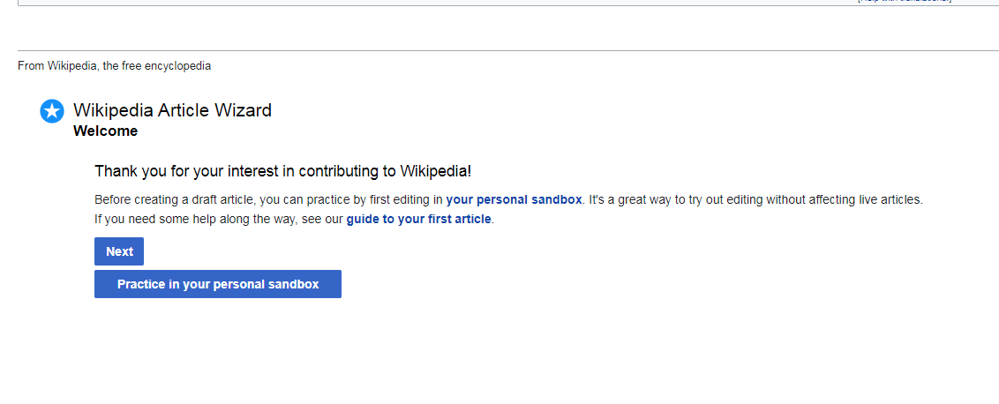 From Wikipedia, the free encyclopedia
Wikipedia Article Wizard
Welcome
Thank you for your interest in contributing to Wikipedia!
Before creating a draft article, you can practice by first editing in your personal sandbox. It's a great way to try out editing without affecting live articles.
If you need some help along the way, see our guide to your first article.
Next
Practice in your personal sandbox